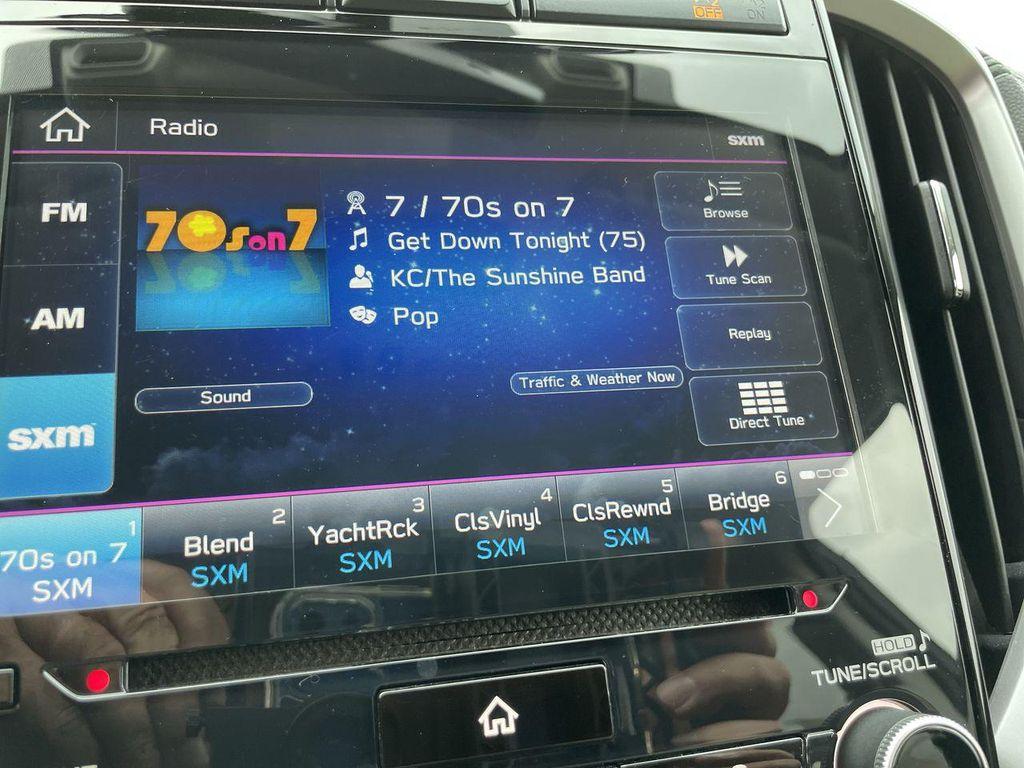 OFF
ON
Radio
sxm
FM
AM
sxm
70s on 7
7 / 70s on 7
Get Down Tonight (75)
KC/The Sunshine Band
Pop
Browse
Tune Scan
Replay
Direct Tune
Sound
Traffic & Weather Now
1
70s on 7
SXM
2
Blend
SXM
3
YachtRck
SXM
4
ClsVinyl
SXM
5
ClsRewnd
SXM
6
Bridge
SXM
HOLD
TUNE/SCROLL